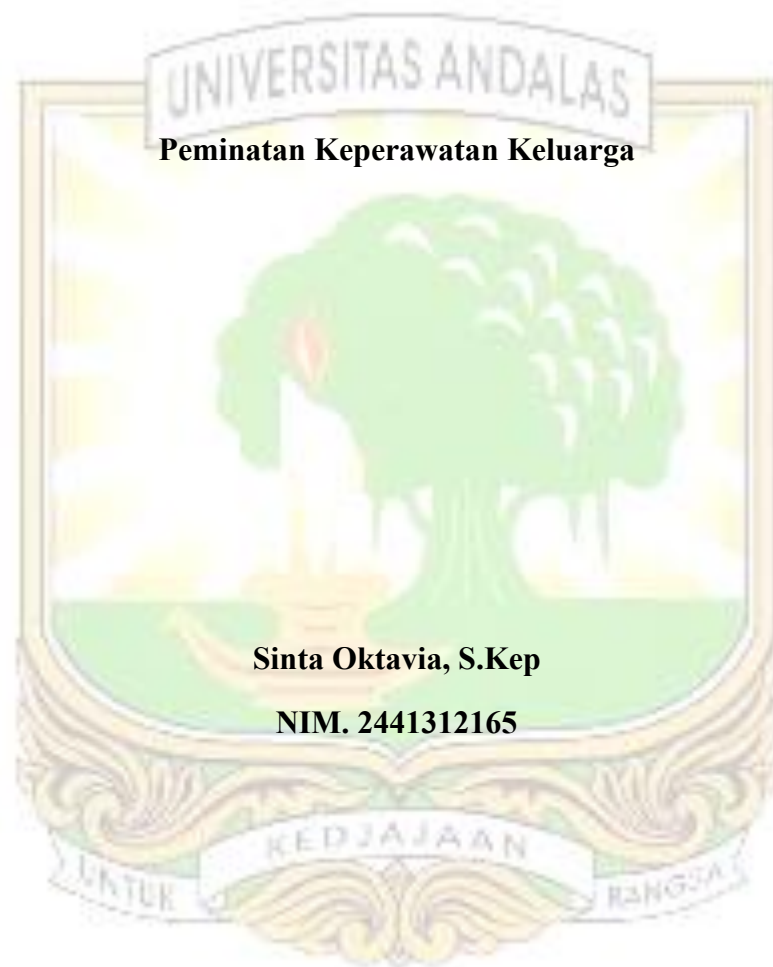 UNIVERSITAS ANDALAS
Peminatan Keperawatan Keluarga
Sinta Oktavia, S.Kep
NIM. 2441312165
KEDJAJAAN
UNTUK BANGSA